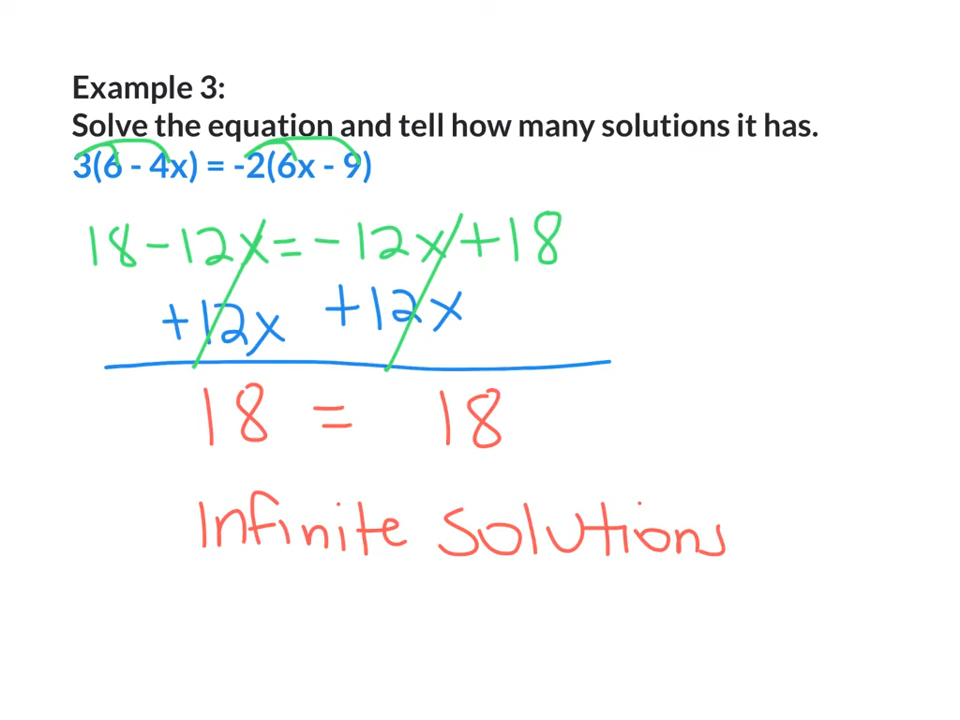 Example 3:
Solve the equation and tell how many solutions it has.
3(6 - 4x) = -2(6x - 9)
18-12x=-12x+18
+12x +12x
18 = 18
Infinite Solutions